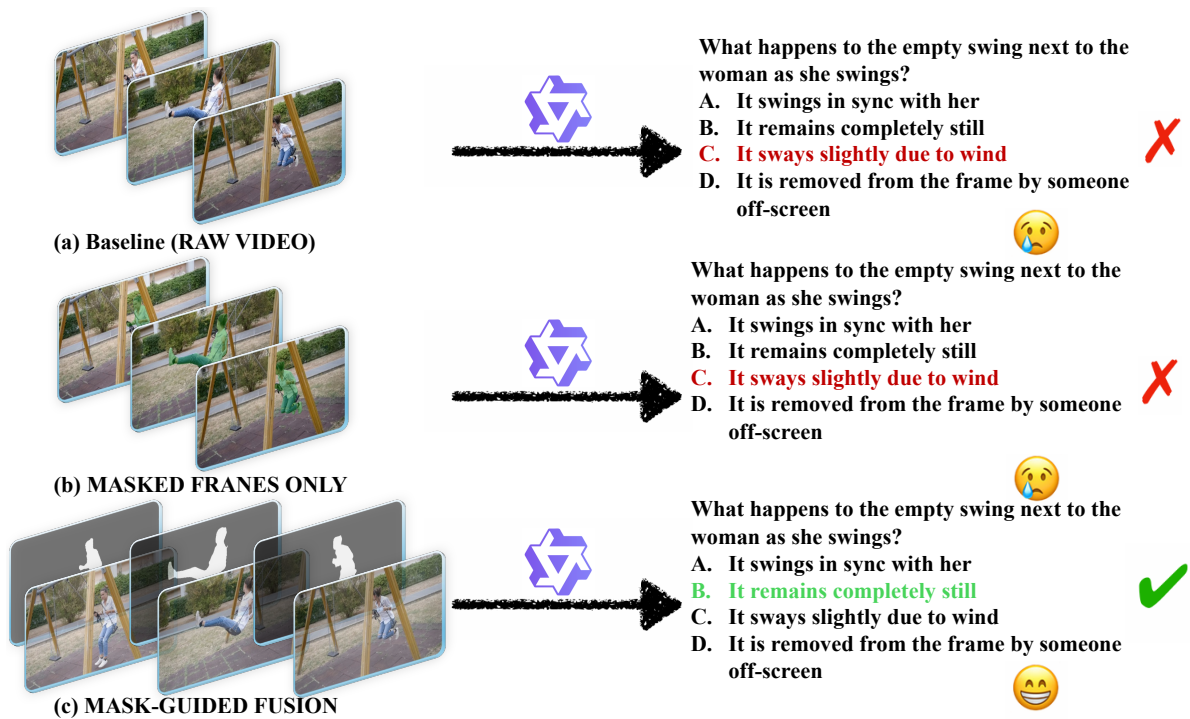 What happens to the empty swing next to the
woman as she swings?
A. It swings in sync with her
B. It remains completely still
C. It sways slightly due to wind
D. It is removed from the frame by someone
off-screen
(a) Baseline (RAW VIDEO)
What happens to the empty swing next to the
woman as she swings?
A. It swings in sync with her
B. It remains completely still
C. It sways slightly due to wind
D. It is removed from the frame by someone
off-screen
(b) MASKED FRANES ONLY
What happens to the empty swing next to the
woman as she swings?
A. It swings in sync with her
B. It remains completely still
C. It sways slightly due to wind
D. It is removed from the frame by someone
off-screen
(c) MASK-GUIDED FUSION